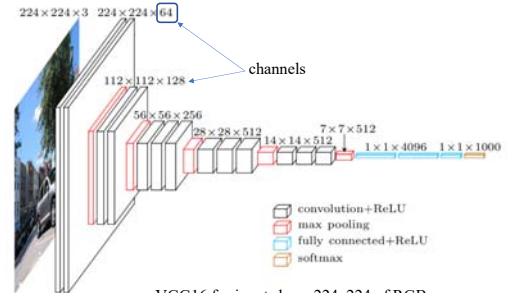 224×224×3 224×224×64
channels
112×112×128
56×56×256
28×28×512
14×14×512
7×7×512
1×1×4096 1×1×1000
convolution+ReLU
max pooling
fully connected+ReLU
softmax